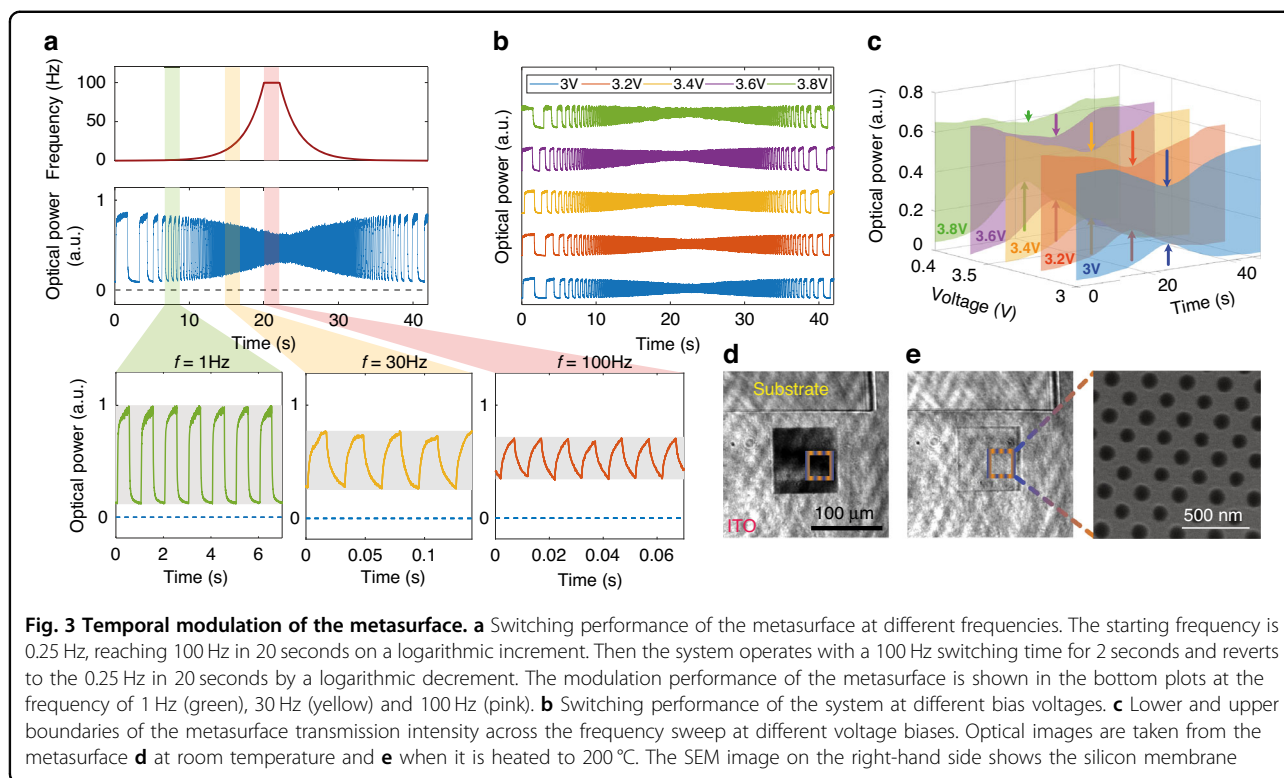 a
b
c
Frequency (Hz)
100
50
0
Optical power
(a.u.)
1
0
0
10
20
30
40
Time (s)
f = 1Hz
f = 30Hz
f = 100Hz
Optical power (a.u.)
1
0
0
2
4
6
Time (s)
1
0
0
0.05
0.1
Time (s)
1
0
0
0.02
0.04
0.06
Time (s)
3V
3.2V
3.4V
3.6V
3.8V
Optical power (a.u.)
0
10
20
30
40
Time (s)
Optical power (a.u.)
0.8
0.6
0.4
0.2
0
3.8V
3.6V
3.4V
3.2V
3V
0.4
3.5
3
Voltage (V)
0
20
40
Time (s)
d
e
Substrate
ITO
100 μm
500 nm
Fig. 3 Temporal modulation of the metasurface. a Switching performance of the metasurface at different frequencies. The starting frequency is
0.25 Hz, reaching 100 Hz in 20 seconds on a logarithmic increment. Then the system operates with a 100 Hz switching time for 2 seconds and reverts
to the 0.25 Hz in 20 seconds by a logarithmic decrement. The modulation performance of the metasurface is shown in the bottom plots at the
frequency of 1 Hz (green), 30 Hz (yellow) and 100 Hz (pink). b Switching performance of the system at different bias voltages. c Lower and upper
boundaries of the metasurface transmission intensity across the frequency sweep at different voltage biases. Optical images are taken from the
metasurface d at room temperature and e when it is heated to 200 °C. The SEM image on the right-hand side shows the silicon membrane